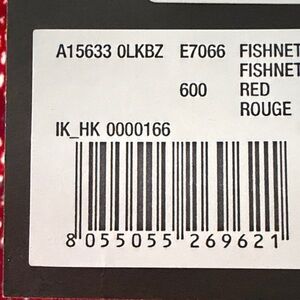 A15633 0LKBZ E7066 FISHNET
FISHNET
600 RED
ROUGE
IK_HK 0000166
8 055055 269621